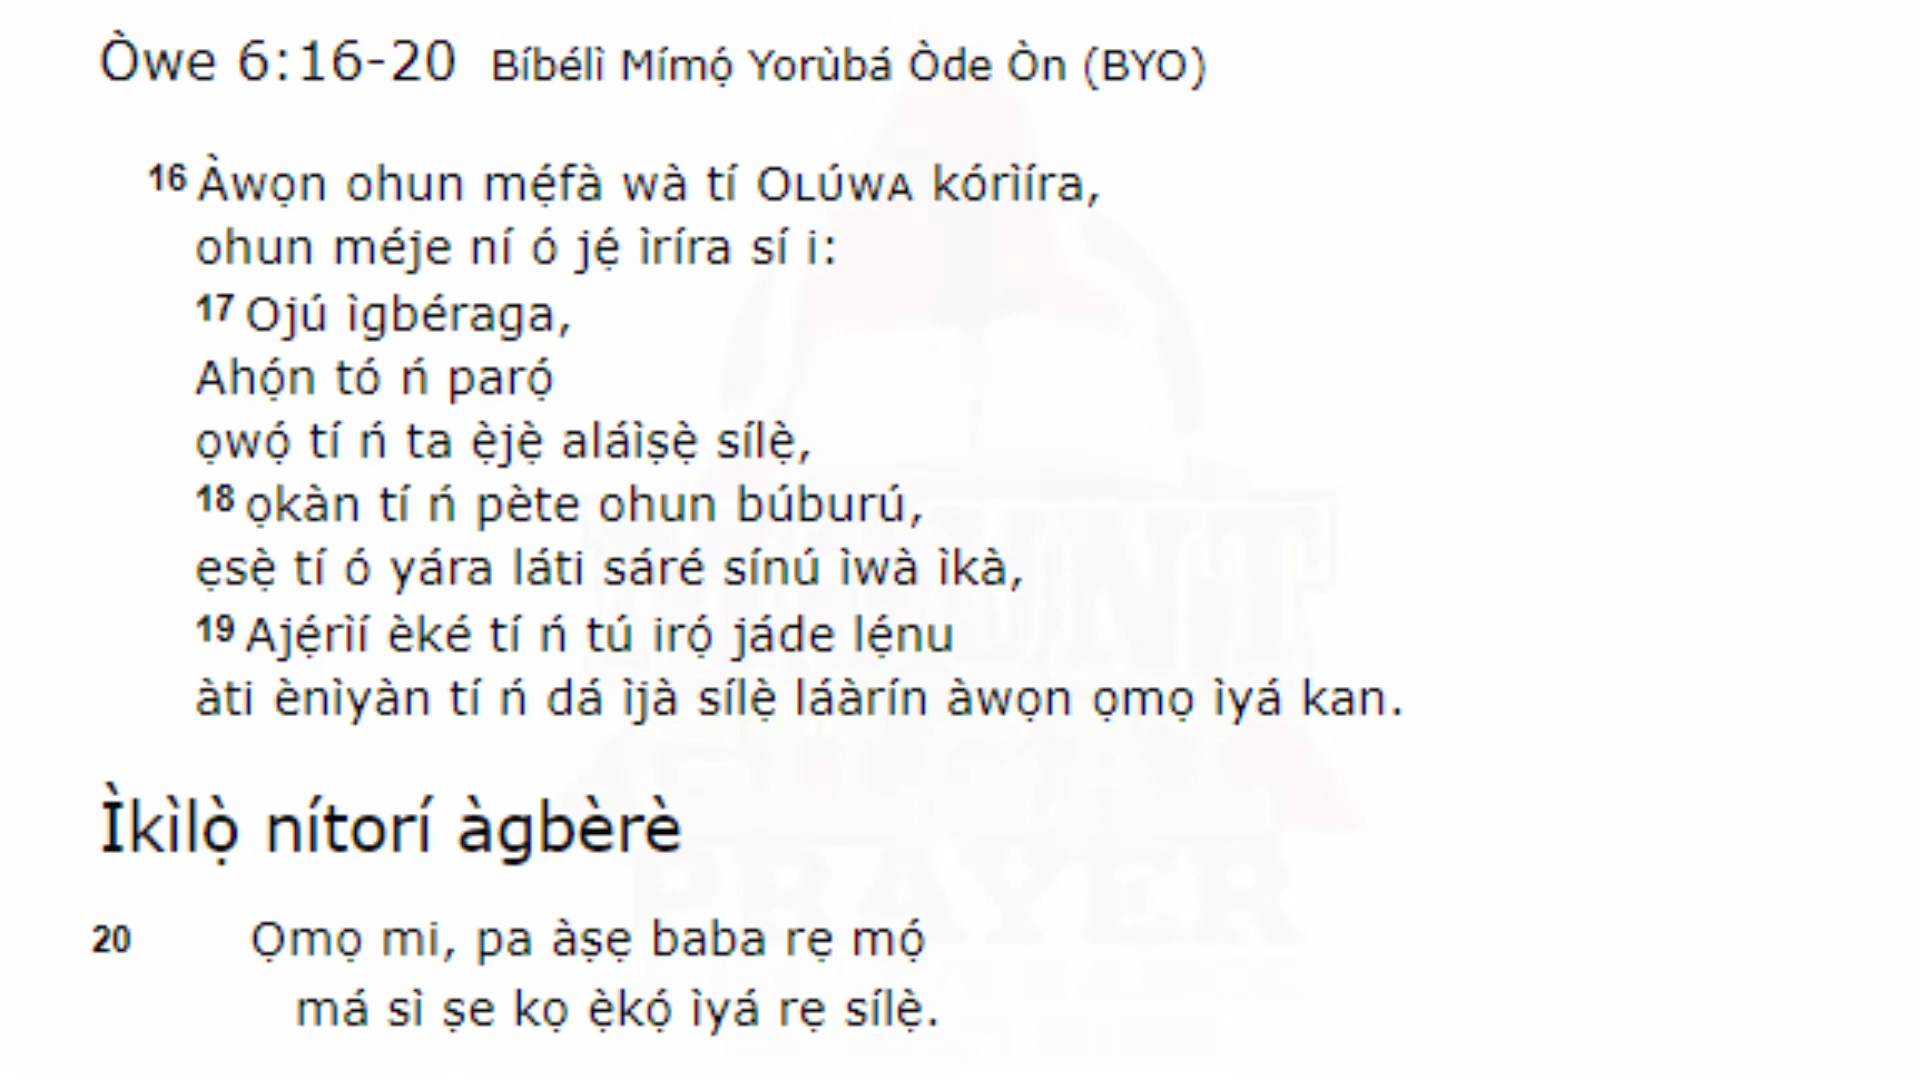 Òwe 6:16-20 Bíbélì Mímọ́ Yorùbá Òde Òn (BYO)
16 Àwọn ohun mẹ́fà wà tí OLÚWA kórìíra,
ohun méje ní ó jẹ́ ìríra sí i:
17 Ojú ìgbéraga,
Ahọ́n tó ń parọ́
ọwọ́ tí ń ta ẹ̀jẹ̀ aláìṣẹ̀ sílẹ̀,
18 ọkàn tí ń pète ohun búburú,
ẹsẹ̀ tí ó yára láti sáré sínú ìwà ìkà,
19 Ajẹ́rìí èké tí ń tú irọ́ jáde lẹ́nu
àti ènìyàn tí ń dá ìjà sílẹ̀ láàrín àwọn ọmọ ìyá kan.
Ìkìlọ̀ nítorí àgbèrè
20 Ọmọ mi, pa àṣẹ baba rẹ mọ́
má sì ṣe kọ ẹ̀kọ́ ìyá rẹ sílẹ̀.
PRAYER